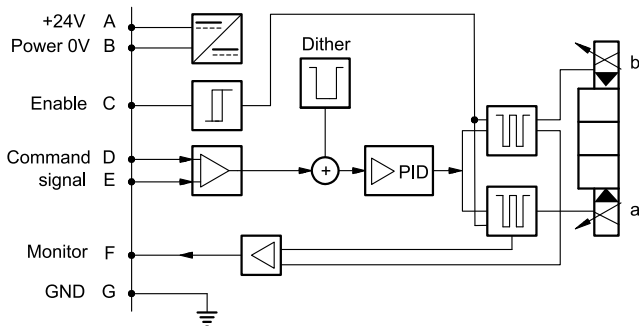 +24V A
Power 0V B
Dither
b
Enable C
Command D
signal E
+
PID
a
Monitor F
GND G